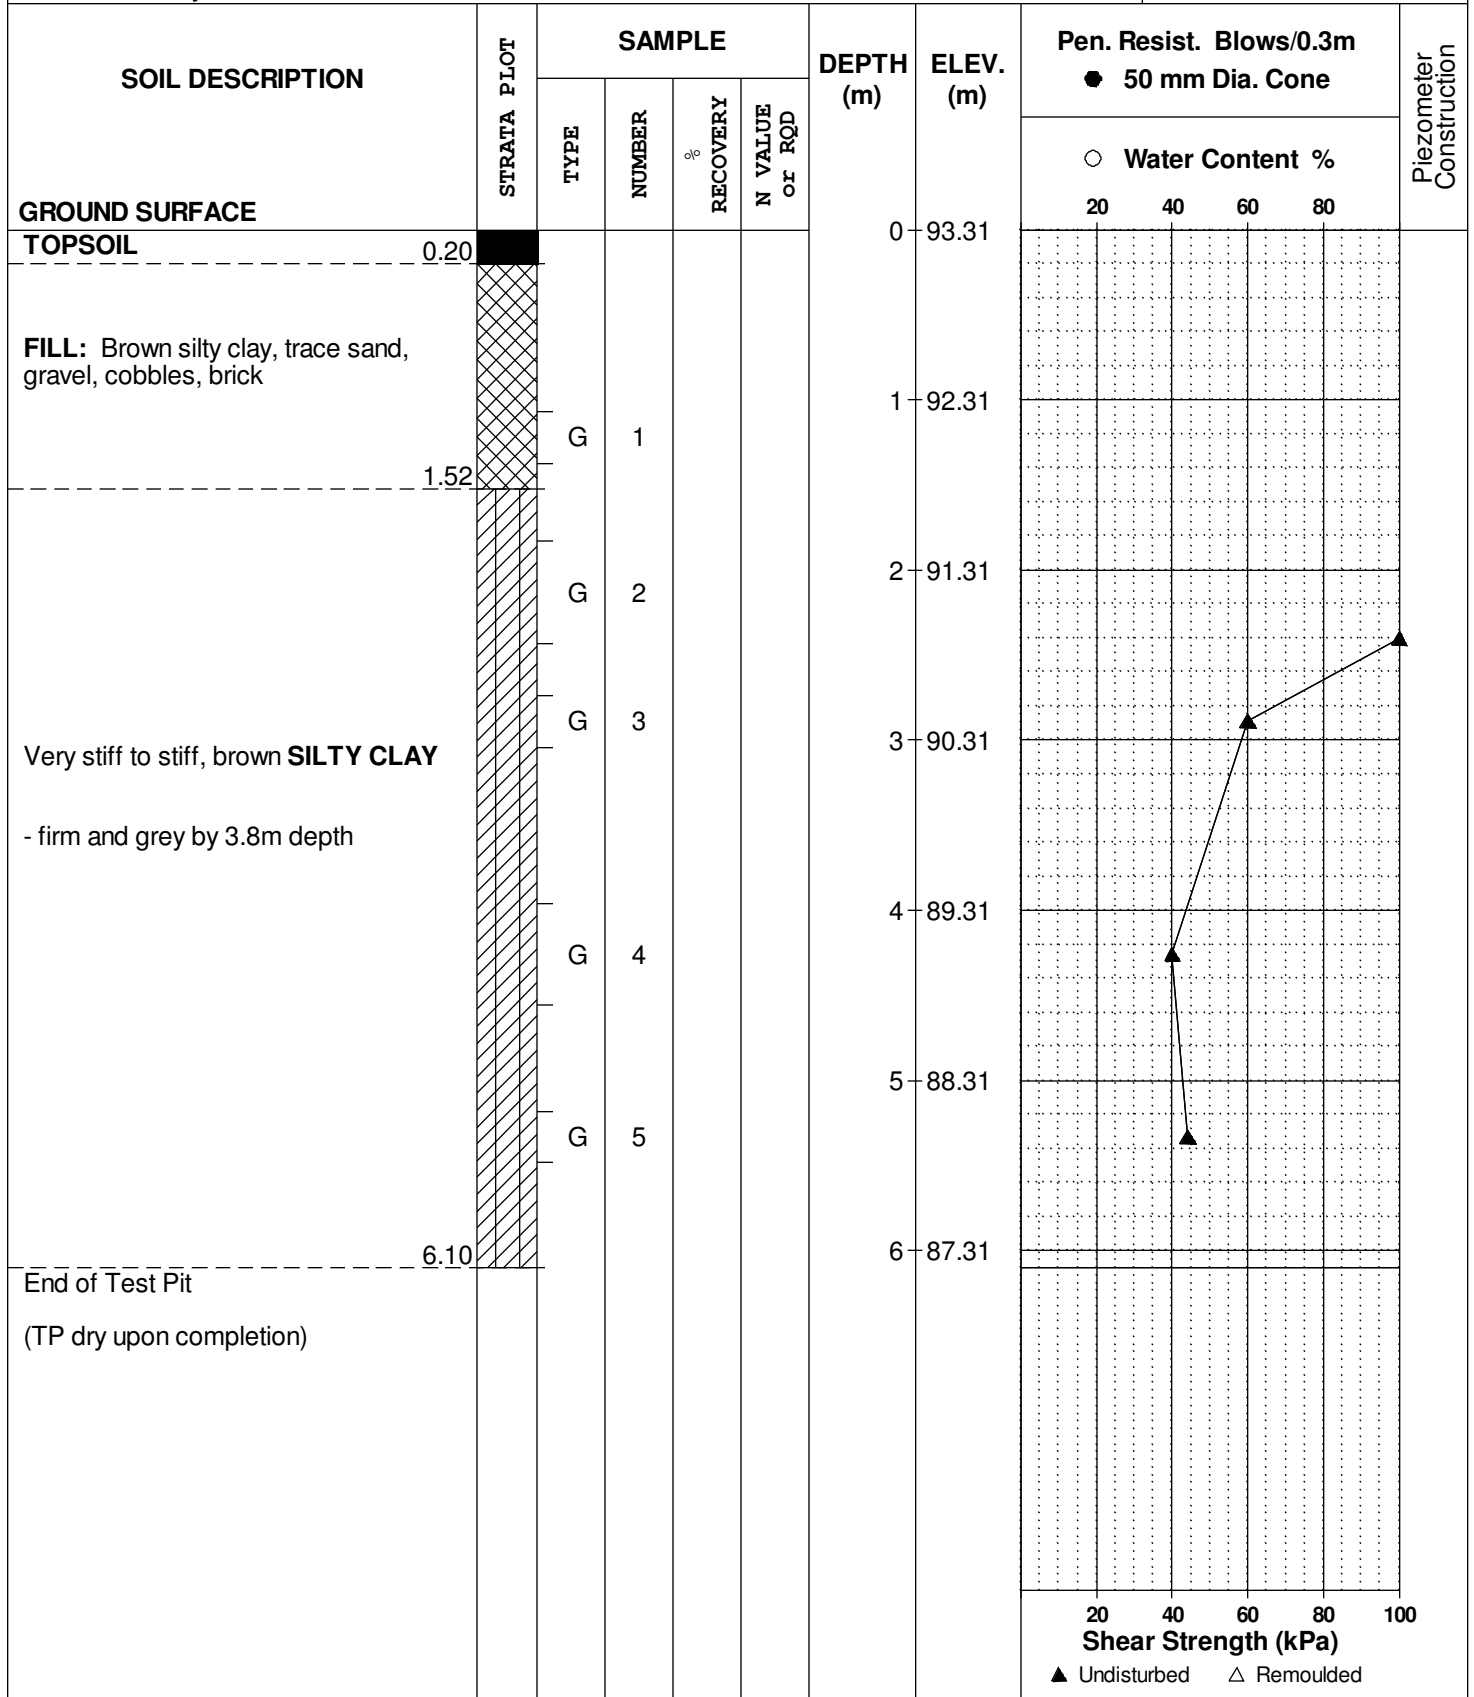 SOIL DESCRIPTION
GROUND SURFACE
STRATA PLOT
SAMPLE
TYPE
NUMBER
%
RECOVERY
N VALUE
or RQD
DEPTH
(m)
ELEV.
(m)
Pen. Resist. Blows/0.3m
● 50 mm Dia. Cone
○ Water Content %
20 40 60 80
Piezometer
Construction
TOPSOIL 0.20
0 93.31
FILL: Brown silty clay, trace sand,
gravel, cobbles, brick
1 92.31
G 1
1.52
2 91.31
G 2
G 3
3 90.31
Very stiff to stiff, brown SILTY CLAY
- firm and grey by 3.8m depth
4 89.31
G 4
5 88.31
G 5
6 87.31
6.10
End of Test Pit
(TP dry upon completion)
20 40 60 80 100
Shear Strength (kPa)
▲ Undisturbed △ Remoulded